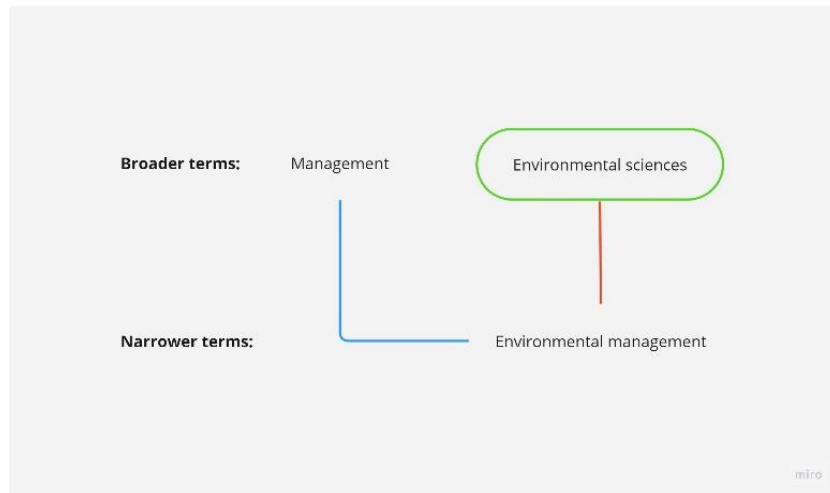 Broader terms: Management Environmental sciences
Narrower terms: Environmental management
miro